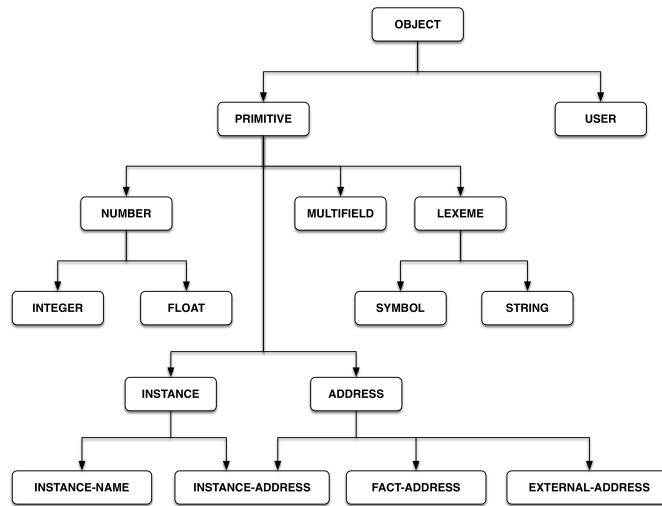 OBJECT
PRIMITIVE
USER
NUMBER
MULTIFIELD
LEXEME
INTEGER
FLOAT
SYMBOL
STRING
INSTANCE
ADDRESS
INSTANCE-NAME
INSTANCE-ADDRESS
FACT-ADDRESS
EXTERNAL-ADDRESS